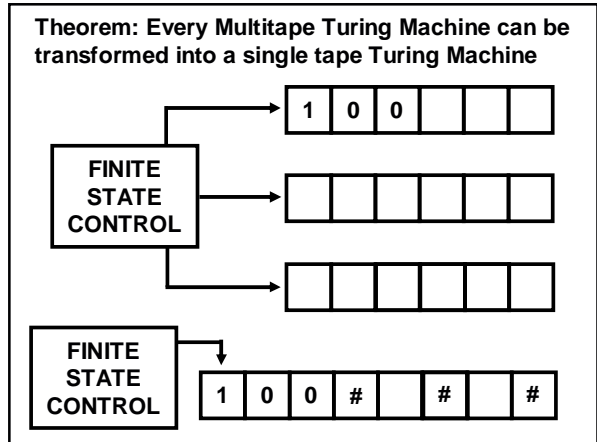 Theorem: Every Multitape Turing Machine can be
transformed into a single tape Turing Machine
1 0 0
FINITE
STATE
CONTROL
FINITE
STATE
CONTROL
1 0 0 # # #